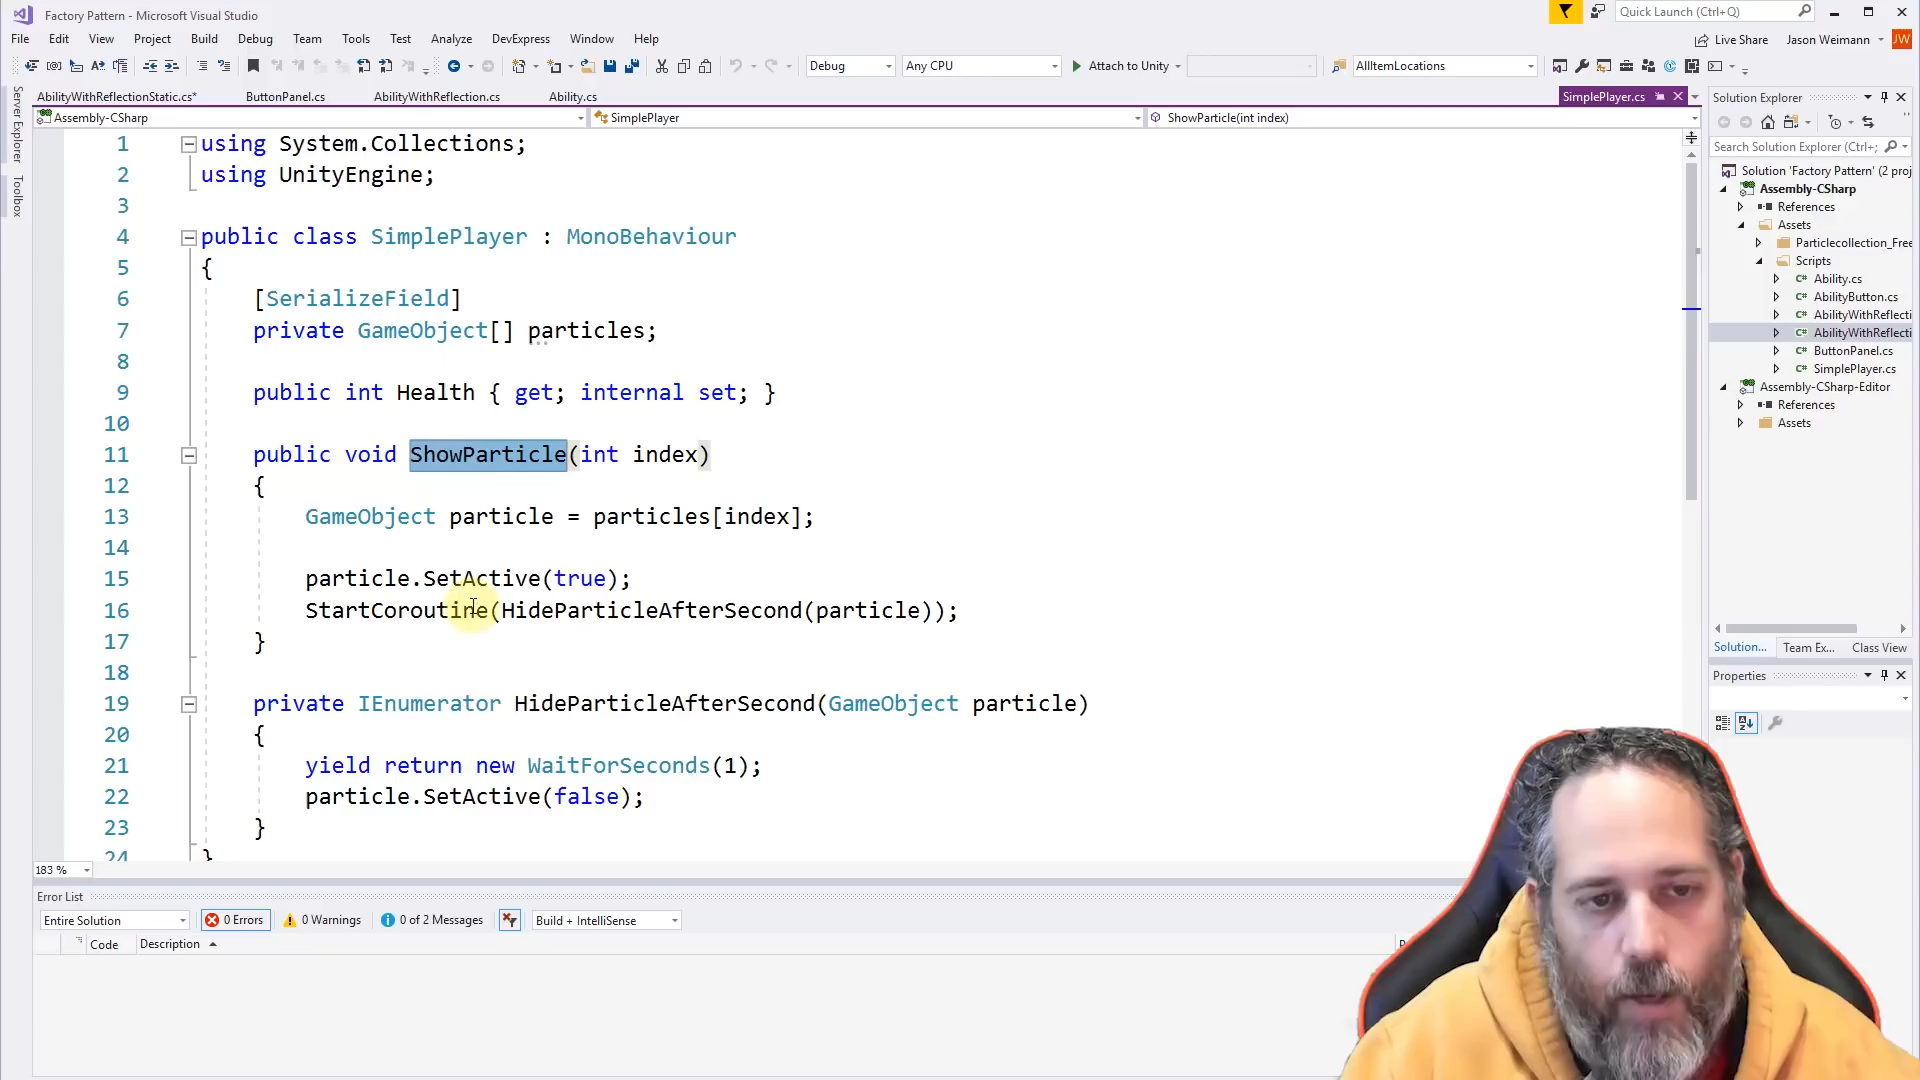 Factory Pattern - Microsoft Visual Studio
Quick Launch (Ctrl+Q)
File Edit View Project Build Debug Team Tools Test Analyze DevExpress Window Help
Live Share Jason Weimann JW
Debug Any CPU Attach to Unity AllItemLocations
Server Explorer
Toolbox
AbilityWithReflectionStatic.cs* ButtonPanel.cs AbilityWithReflection.cs Ability.cs SimplePlayer.cs
Assembly-CSharp SimplePlayer ShowParticle(int index)
1 using System.Collections;
2 using UnityEngine;
3
4 public class SimplePlayer : MonoBehaviour
5 {
6 [SerializeField]
7 private GameObject[] particles;
8
9 public int Health { get; internal set; }
10
11 public void ShowParticle(int index)
12 {
13 GameObject particle = particles[index];
14
15 particle.SetActive(true);
16 StartCoroutine(HideParticleAfterSecond(particle));
17 }
18
19 private IEnumerator HideParticleAfterSecond(GameObject particle)
20 {
21 yield return new WaitForSeconds(1);
22 particle.SetActive(false);
23 }
24 }
183 %
Error List
Entire Solution 0 Errors 0 Warnings 0 of 2 Messages Build + IntelliSense
Code Description
Solution Explorer
Search Solution Explorer (Ctrl+;
Solution 'Factory Pattern' (2 proj
Assembly-CSharp
References
Assets
Particlecollection_Free
Scripts
C# Ability.cs
C# AbilityButton.cs
C# AbilityWithReflecti
C# AbilityWithReflecti
C# ButtonPanel.cs
C# SimplePlayer.cs
Assembly-CSharp-Editor
References
Assets
Solution... Team Ex... Class View
Properties